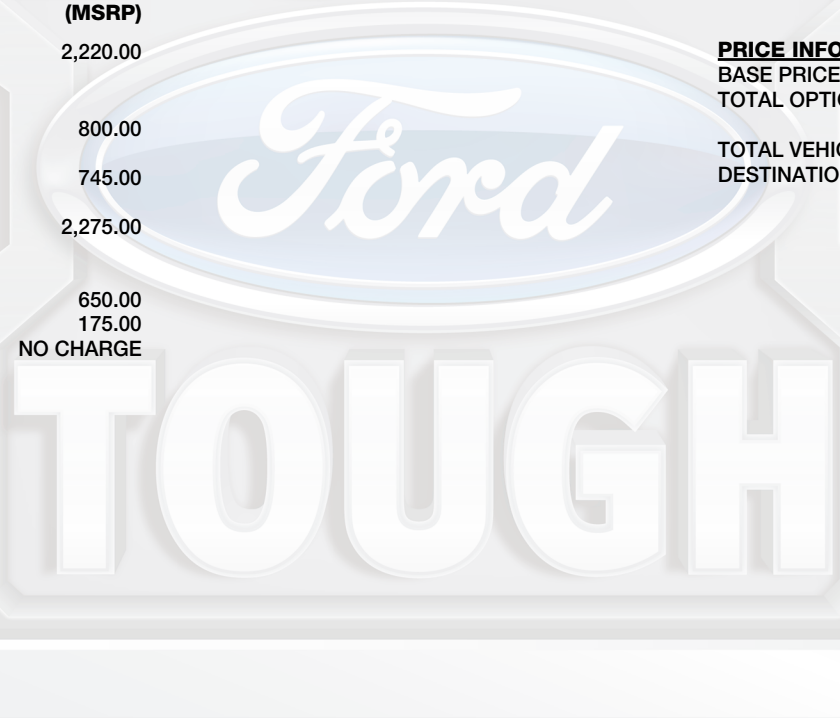 (MSRP)
2,220.00
800.00
745.00
2,275.00
650.00
175.00
NO CHARGE
PRICE INFO
BASE PRICE
TOTAL OPTIO
TOTAL VEHIC
DESTINATIO
Ford
TOUGH